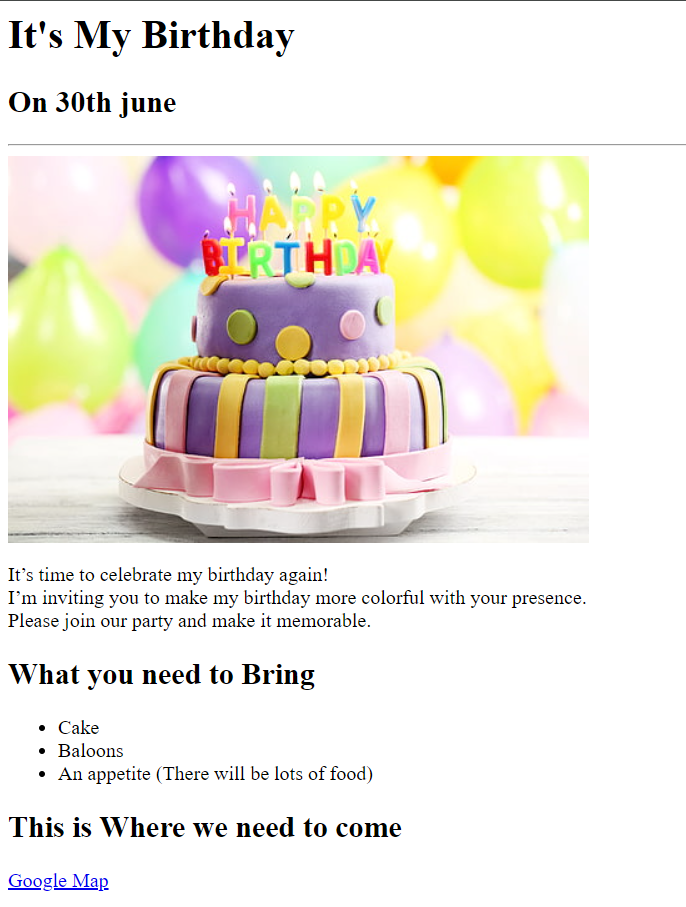 It's My Birthday
On 30th june
HAPPY
BIRTHDAY
It’s time to celebrate my birthday again!
I’m inviting you to make my birthday more colorful with your presence.
Please join our party and make it memorable.
What you need to Bring
Cake
Baloons
An appetite (There will be lots of food)
This is Where we need to come
Google Map